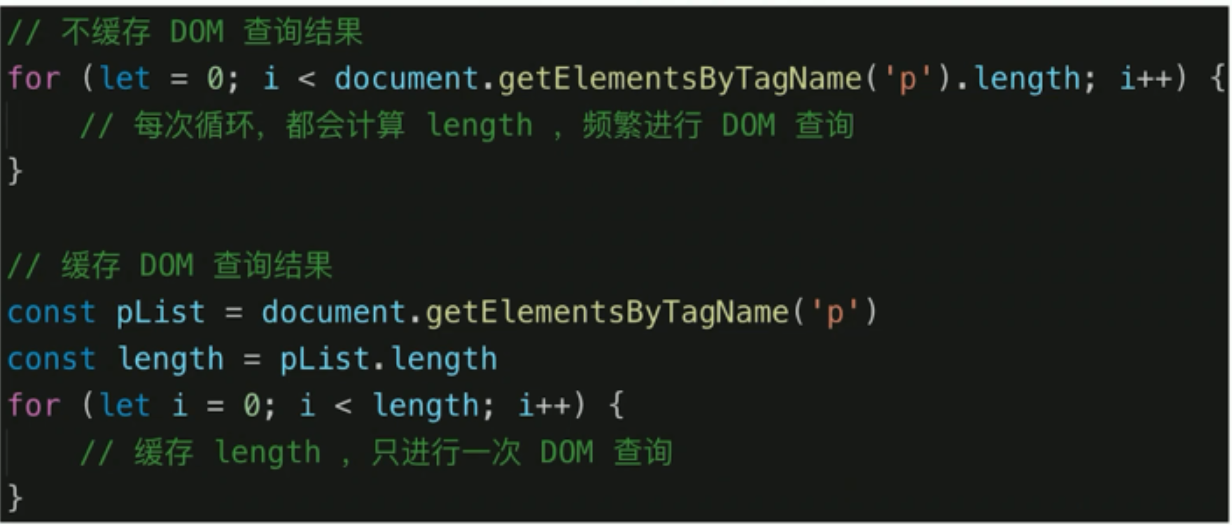 // 不缓存 DOM 查询结果
for (let = 0; i < document.getElementsByTagName('p').length; i++) {
    // 每次循环，都会计算 length ，频繁进行 DOM 查询
}

// 缓存 DOM 查询结果
const pList = document.getElementsByTagName('p')
const length = pList.length
for (let i = 0; i < length; i++) {
    // 缓存 length ，只进行一次 DOM 查询
}